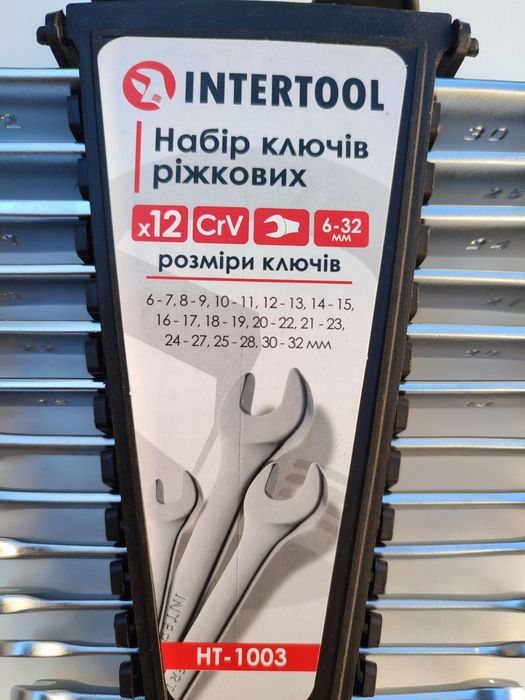 INTERTOOL
Набір ключів
ріжкових
x12 CrV 6-32 мм
розміри ключів
6 - 7, 8 - 9, 10 - 11, 12 - 13, 14 - 15,
16 - 17, 18 - 19, 20 - 22, 21 - 23,
24 - 27, 25 - 28, 30 - 32 мм
30
24
HT-1003